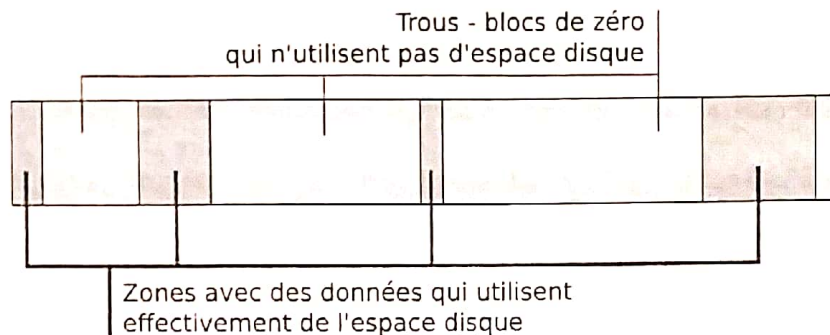 Trous - blocs de zéro
qui n'utilisent pas d'espace disque
Zones avec des données qui utilisent
effectivement de l'espace disque